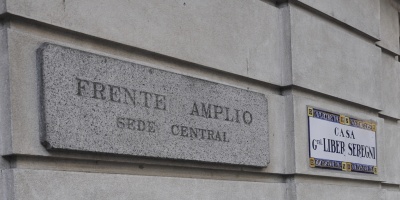 FRENTE AMPLIO
SEDE CENTRAL
CASA
Gral LIBER SEREGNI